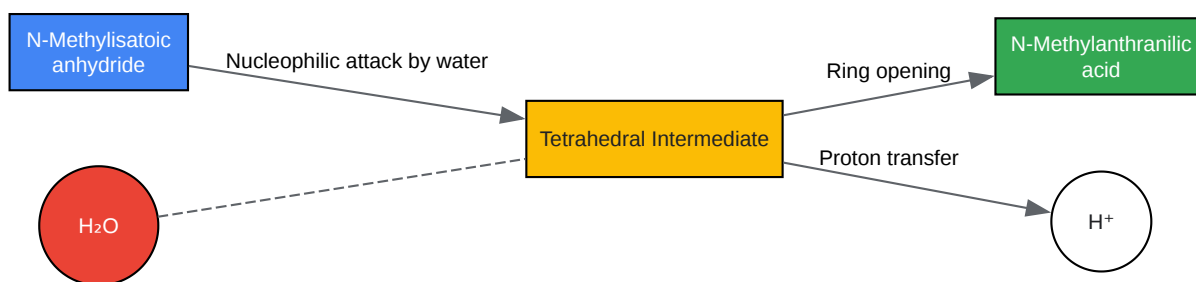 N-Methylisatoic
anhydride
Nucleophilic attack by water
H₂O
Tetrahedral Intermediate
Ring opening
Proton transfer
N-Methylanthranilic
acid
H⁺